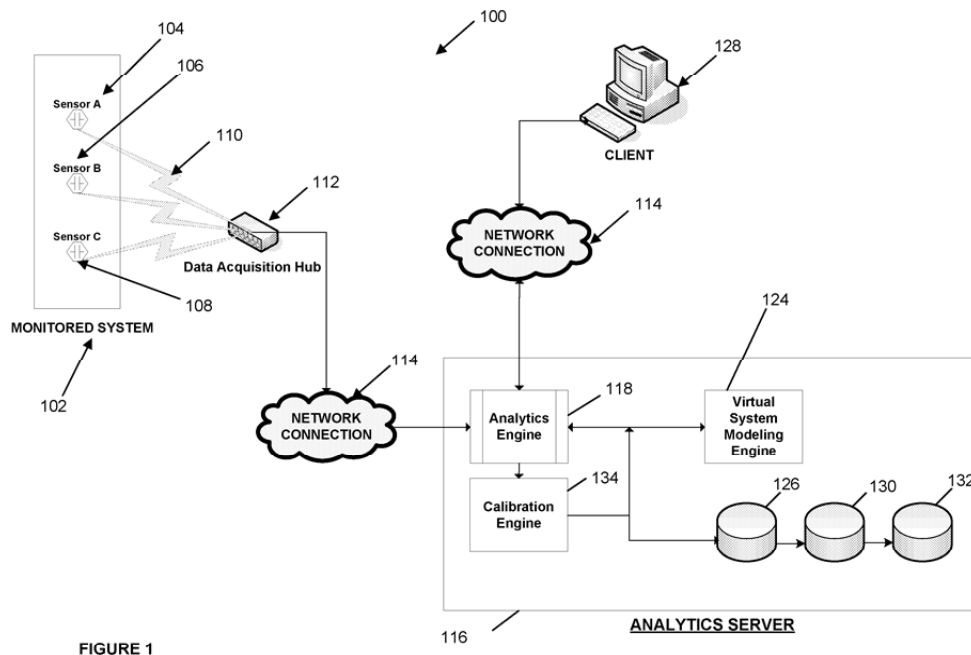 100
104
106
Sensor A
110
Sensor B
112
Sensor C
Data Acquisition Hub
108
MONITORED SYSTEM
102
128
CLIENT
114
NETWORK
CONNECTION
114
NETWORK
CONNECTION
124
118
Analytics
Engine
Virtual
System
Modeling
Engine
134
Calibration
Engine
126
130
132
116
ANALYTICS SERVER
FIGURE 1